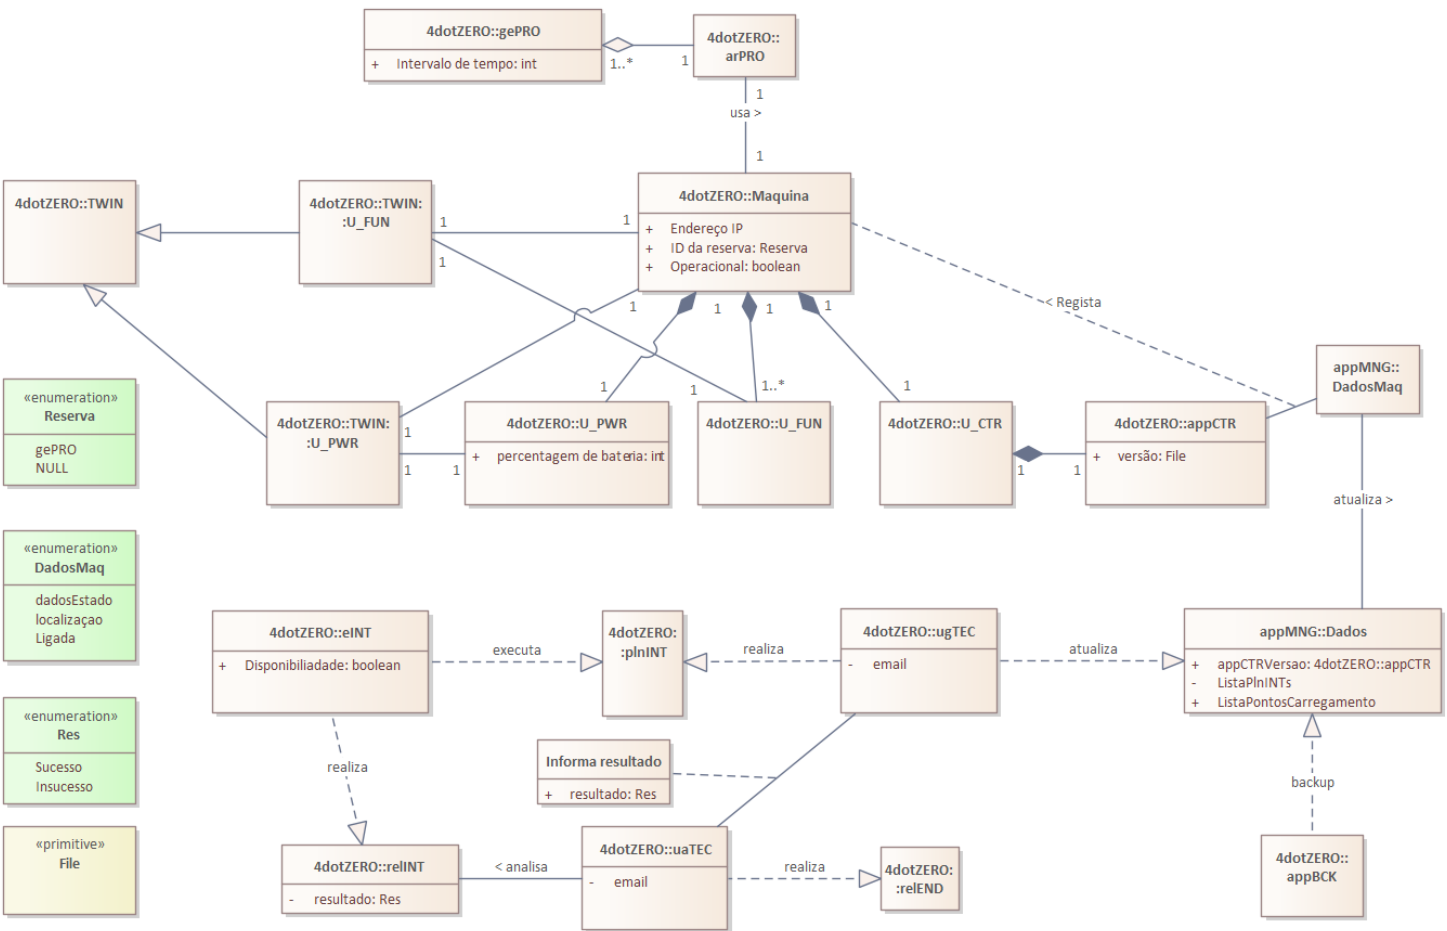 4dotZERO::gePRO
+ Intervalo de tempo: int
1..*
1
4dotZERO::
arPRO
1
usa >
1
4dotZERO::TWIN
4dotZERO::TWIN:
:U_FUN
1
1
1
4dotZERO::Maquina
+ Endereço IP
+ ID da reserva: Reserva
+ Operacional: boolean
< Regista
1
1
1
1
1
1..*
1
1
appMNG::
DadosMaq
«enumeration»
Reserva
gePRO
NULL
4dotZERO::TWIN:
:U_PWR
1
1
1
4dotZERO::U_PWR
+ percentagem de bateria: int
4dotZERO::U_FUN
4dotZERO::U_CTR
1
1
4dotZERO::appCTR
+ versão: File
atualiza >
«enumeration»
DadosMaq
dadosEstado
localizaçao
Ligada
4dotZERO::eINT
+ Disponibiliadade: boolean
executa
4dotZERO:
:plnINT
realiza
4dotZERO::ugTEC
- email
atualiza
appMNG::Dados
+ appCTRVersao: 4dotZERO::appCTR
- ListaPlnINTs
+ ListaPontosCarregamento
«enumeration»
Res
Sucesso
Insucesso
realiza
Informa resultado
+ resultado: Res
backup
«primitive»
File
4dotZERO::relINT
- resultado: Res
< analisa
4dotZERO::uaTEC
- email
realiza
4dotZERO:
:relEND
4dotZERO::
appBCK